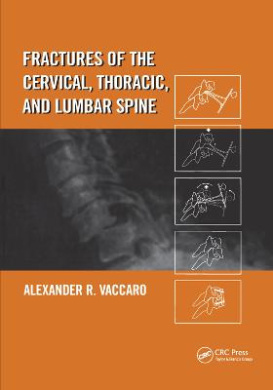 FRACTURES OF THE
CERVICAL, THORACIC,
AND LUMBAR SPINE
ALEXANDER R. VACCARO
CRC Press
Taylor & Francis Group